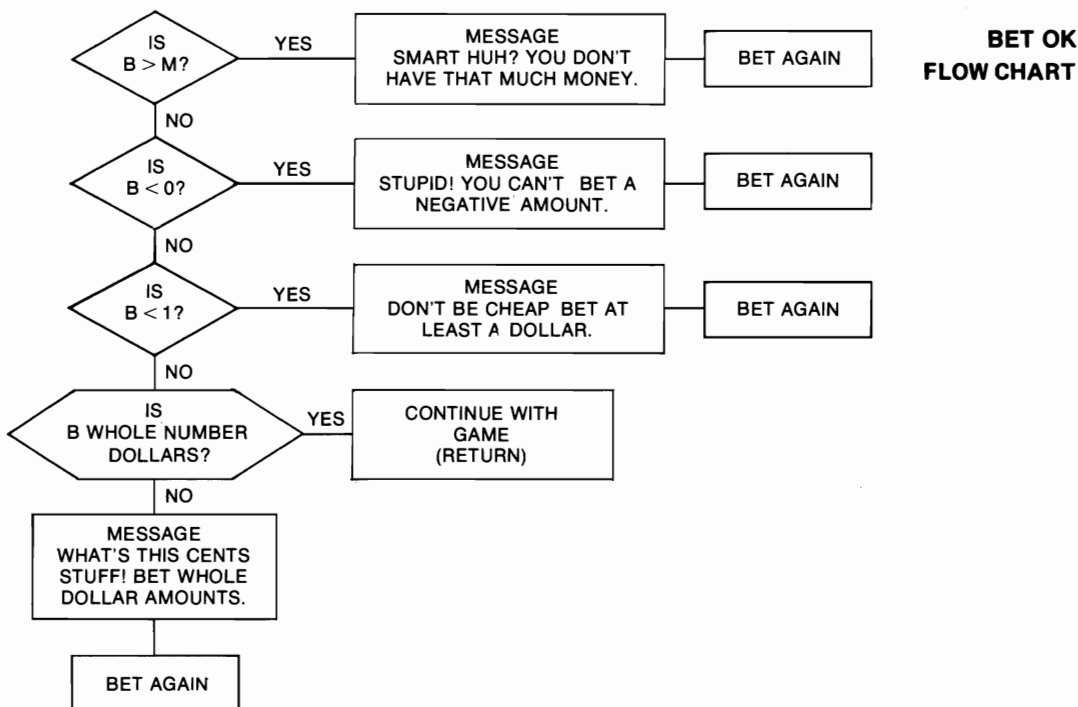 BET OK
FLOW CHART
IS
B > M?
YES
MESSAGE
SMART HUH? YOU DON'T
HAVE THAT MUCH MONEY.
BET AGAIN
NO
IS
B < 0?
YES
MESSAGE
STUPID! YOU CAN'T BET A
NEGATIVE AMOUNT.
BET AGAIN
NO
IS
B < 1?
YES
MESSAGE
DON'T BE CHEAP BET AT
LEAST A DOLLAR.
BET AGAIN
NO
IS
B WHOLE NUMBER
DOLLARS?
YES
CONTINUE WITH
GAME
(RETURN)
NO
MESSAGE
WHAT'S THIS CENTS
STUFF! BET WHOLE
DOLLAR AMOUNTS.
BET AGAIN